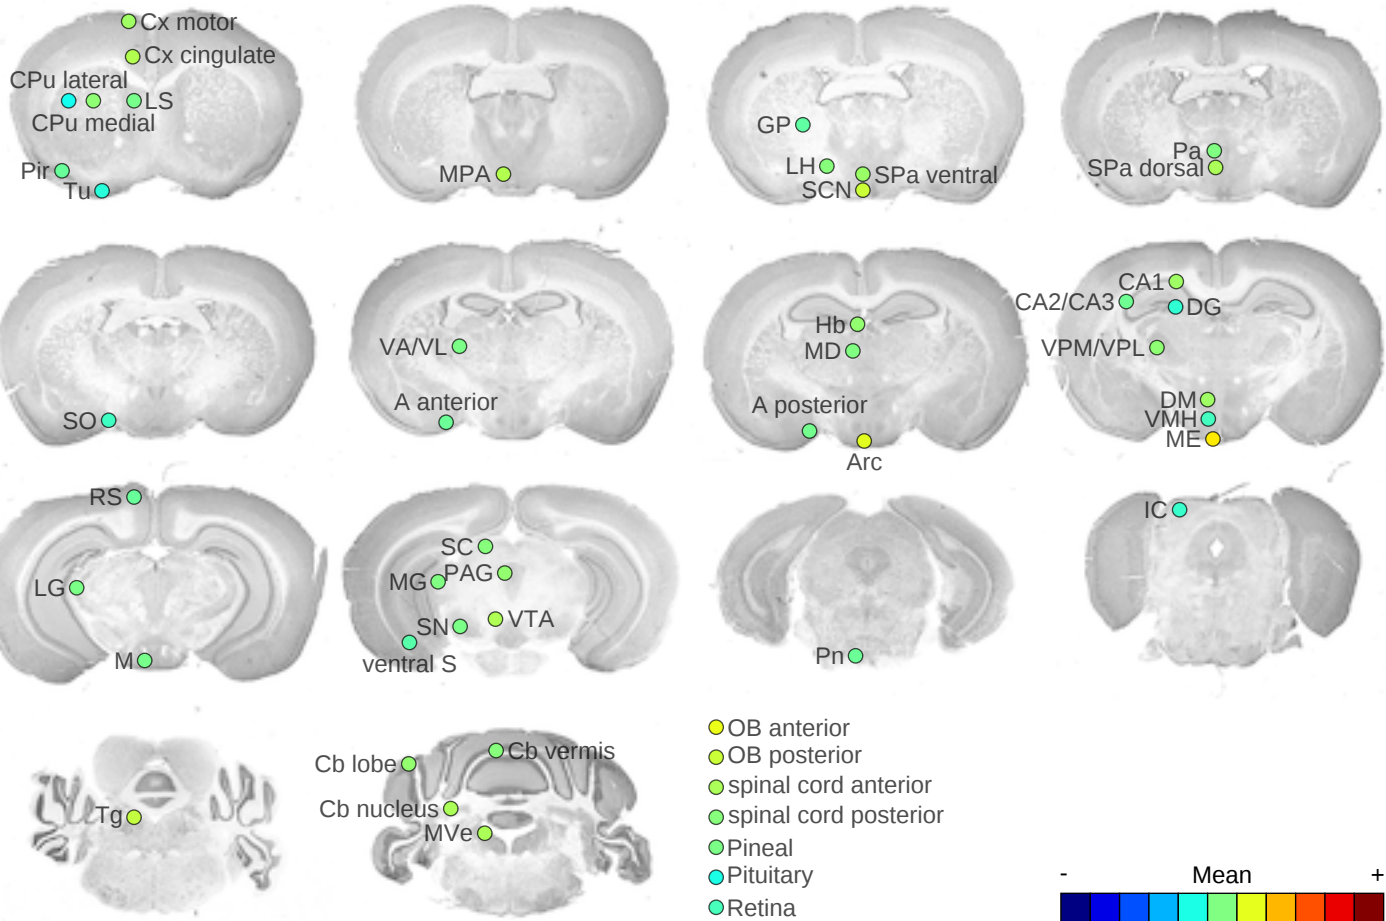 Cx motor
Cx cingulate
CPu lateral
LS
CPu medial
Pir
Tu
MPA
GP
LH
SPa ventral
SCN
Pa
SPa dorsal
SO
VA/VL
A anterior
Hb
MD
A posterior
Arc
CA1
CA2/CA3
DG
VPM/VPL
DM
VMH
ME
RS
LG
M
SC
PAG
MG
VTA
SN
ventral S
Pn
IC
Tg
Cb vermis
Cb lobe
Cb nucleus
MVe
OB anterior
OB posterior
spinal cord anterior
spinal cord posterior
Pineal
Pituitary
Retina
- Mean +